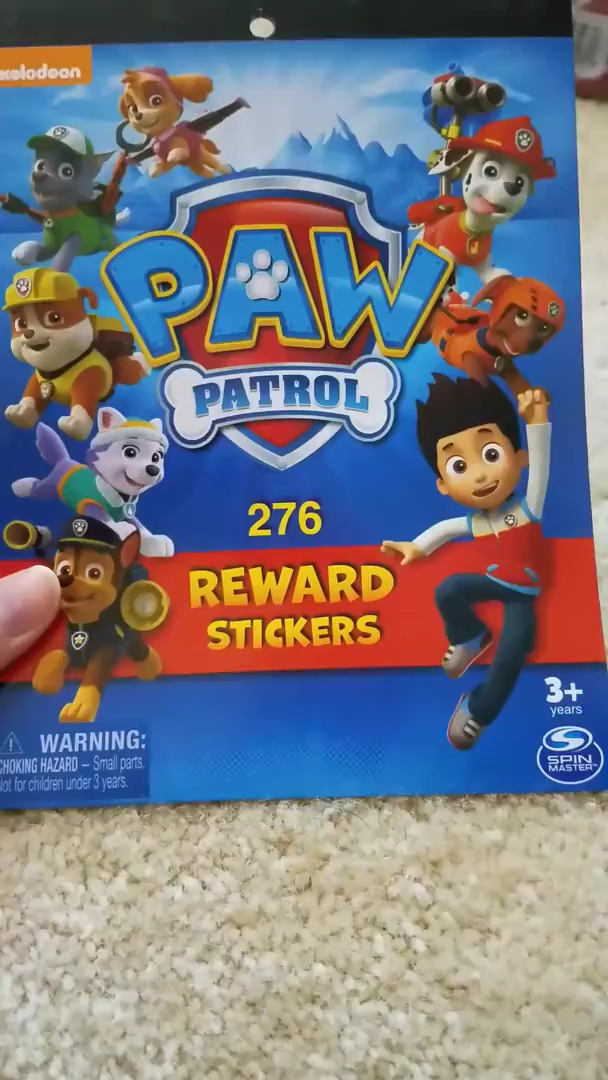 nickelodeon
PAW
PATROL
276
REWARD
STICKERS
3+
years
WARNING:
CHOKING HAZARD – Small parts.
Not for children under 3 years.
SPIN
MASTER™